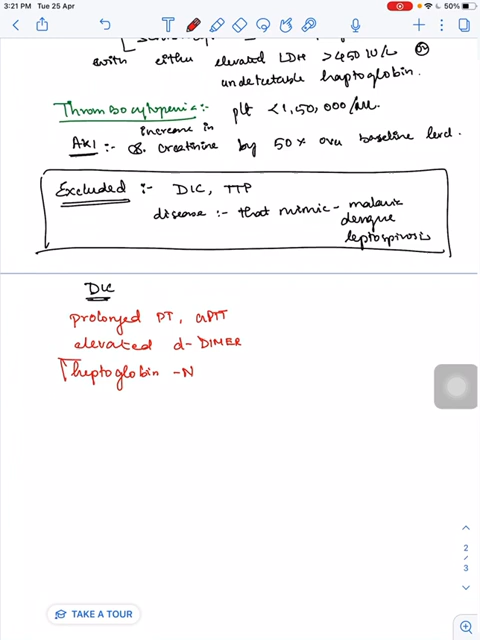 3:21 PM Tue 25 Apr
50%
with either elevated LDH >450 IU/L or
undetectable haptoglobin.
Thrombocytopenia:- plt <1,50,000/µL
increase in
AKI :- S. creatinine by 50% over baseline level.
Excluded :- DIC, TTP
disease :- that mimic - malaria
dengue
leptospirosis
DIC
prolonged PT, aPTT
elevated d-DIMER
heptoglobin -N
2
3
TAKE A TOUR